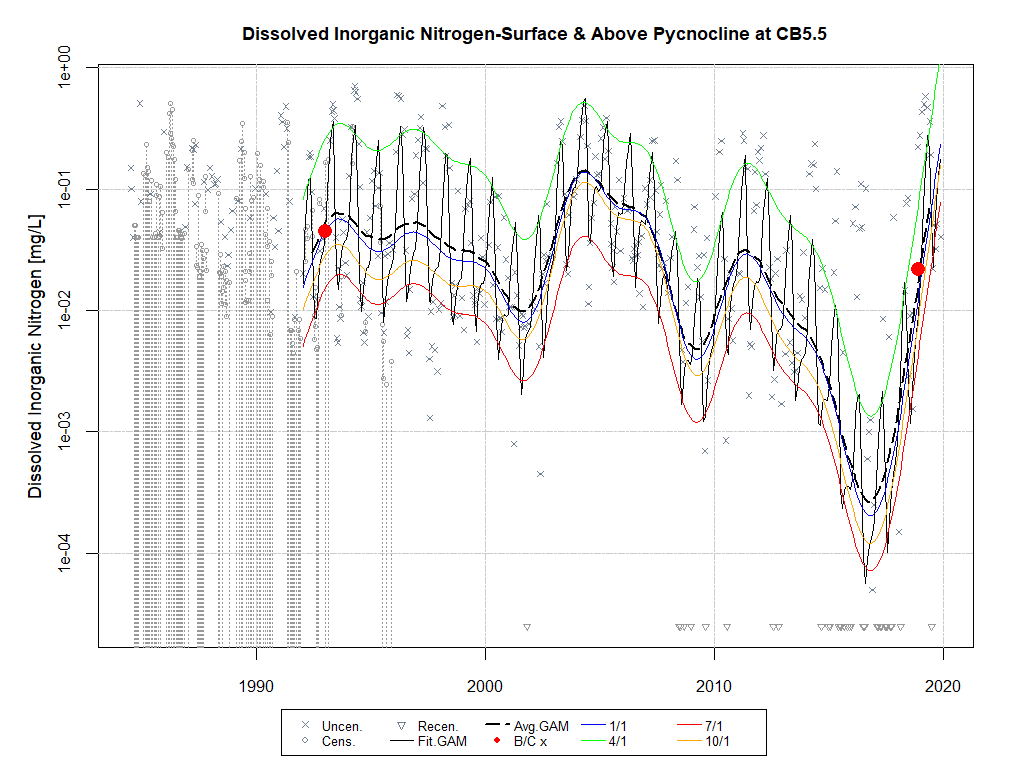 Dissolved Inorganic Nitrogen-Surface & Above Pycnocline at CB5.5
Dissolved Inorganic Nitrogen [mg/L]
1e+00
1e-01
1e-02
1e-03
1e-04
1990 2000 2010 2020
Uncen. Recen. Avg.GAM 1/1 7/1
Cens. Fit.GAM B/C x 4/1 10/1